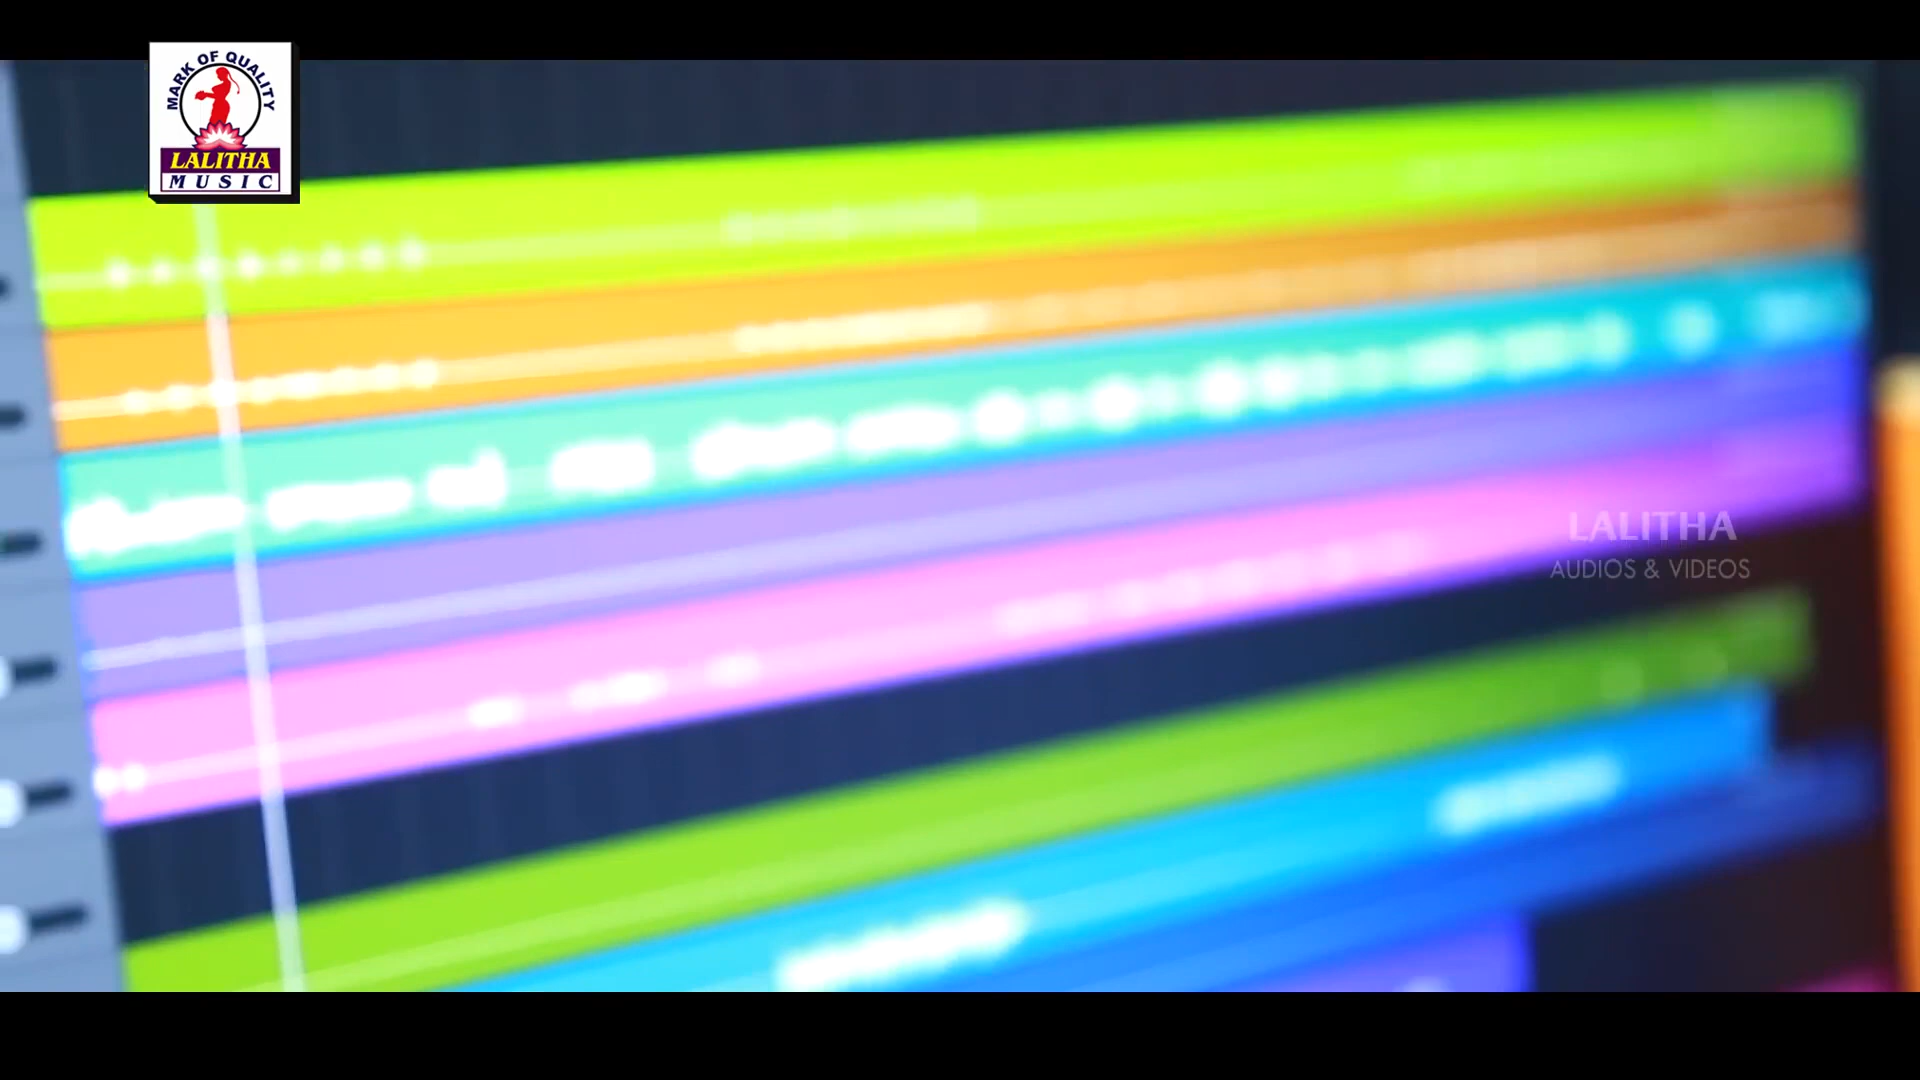 MARK OF QUALITY
LALITHA
MUSIC
LALITHA
AUDIOS & VIDEOS